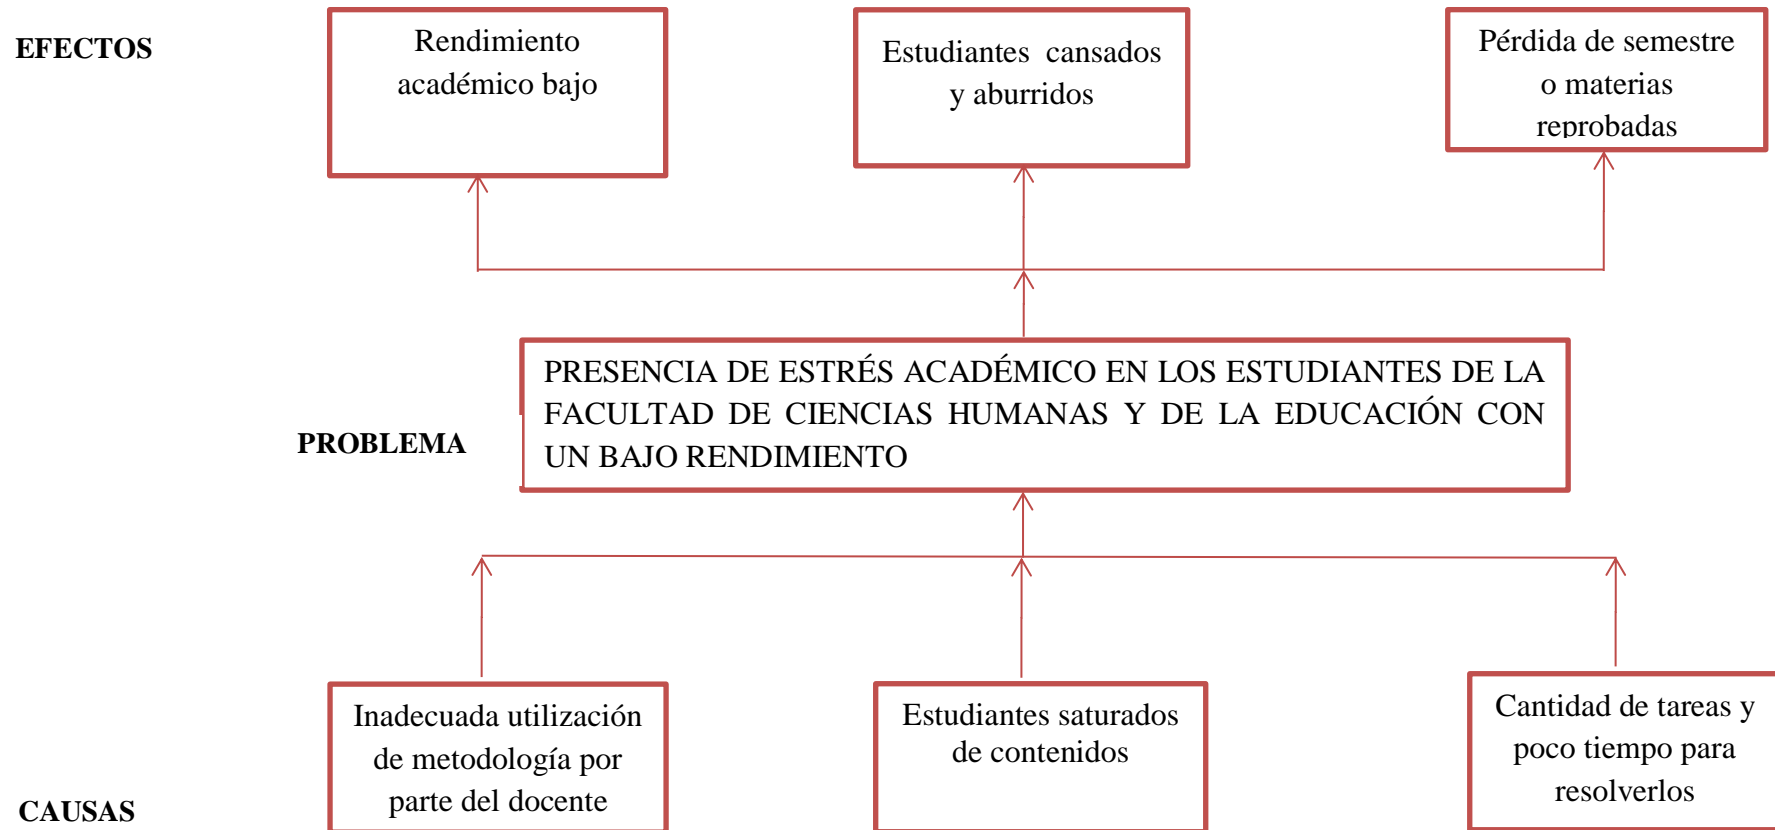 EFECTOS
Rendimiento
académico bajo
Estudiantes cansados
y aburridos
Pérdida de semestre
o materias
reprobadas
PROBLEMA
PRESENCIA DE ESTRÉS ACADÉMICO EN LOS ESTUDIANTES DE LA
FACULTAD DE CIENCIAS HUMANAS Y DE LA EDUCACIÓN CON
UN BAJO RENDIMIENTO
CAUSAS
Inadecuada utilización
de metodología por
parte del docente
Estudiantes saturados
de contenidos
Cantidad de tareas y
poco tiempo para
resolverlos